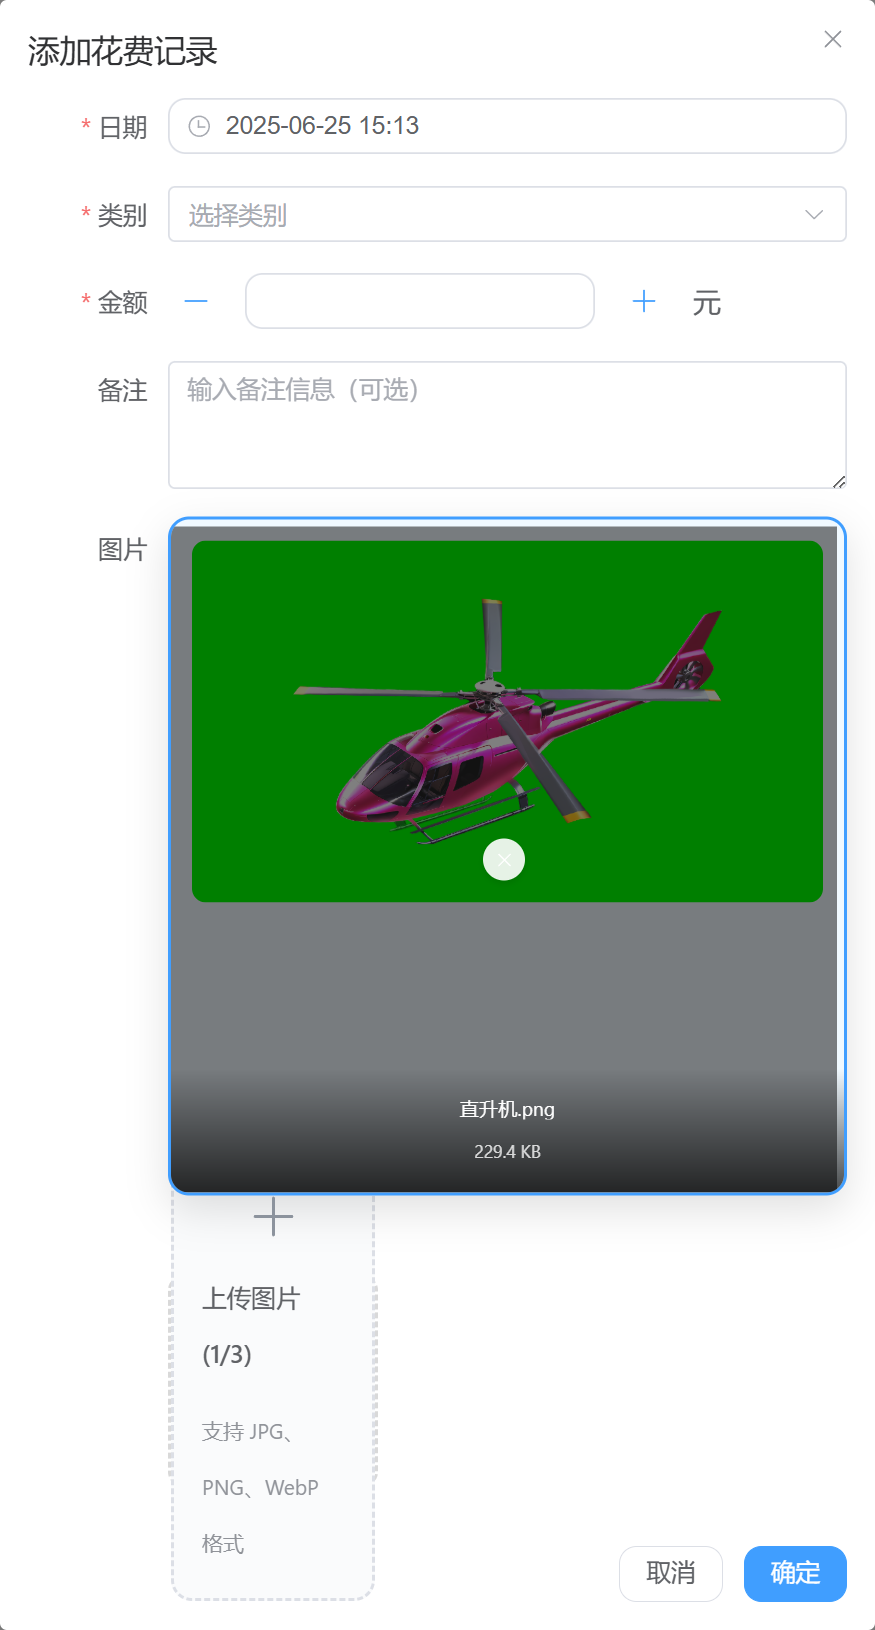 添加花费记录
* 日期 2025-06-25 15:13
* 类别 选择类别
* 金额 元
备注 输入备注信息（可选）
图片
直升机.png
229.4 KB
上传图片
(1/3)
支持 JPG、
PNG、WebP
格式
取消 确定